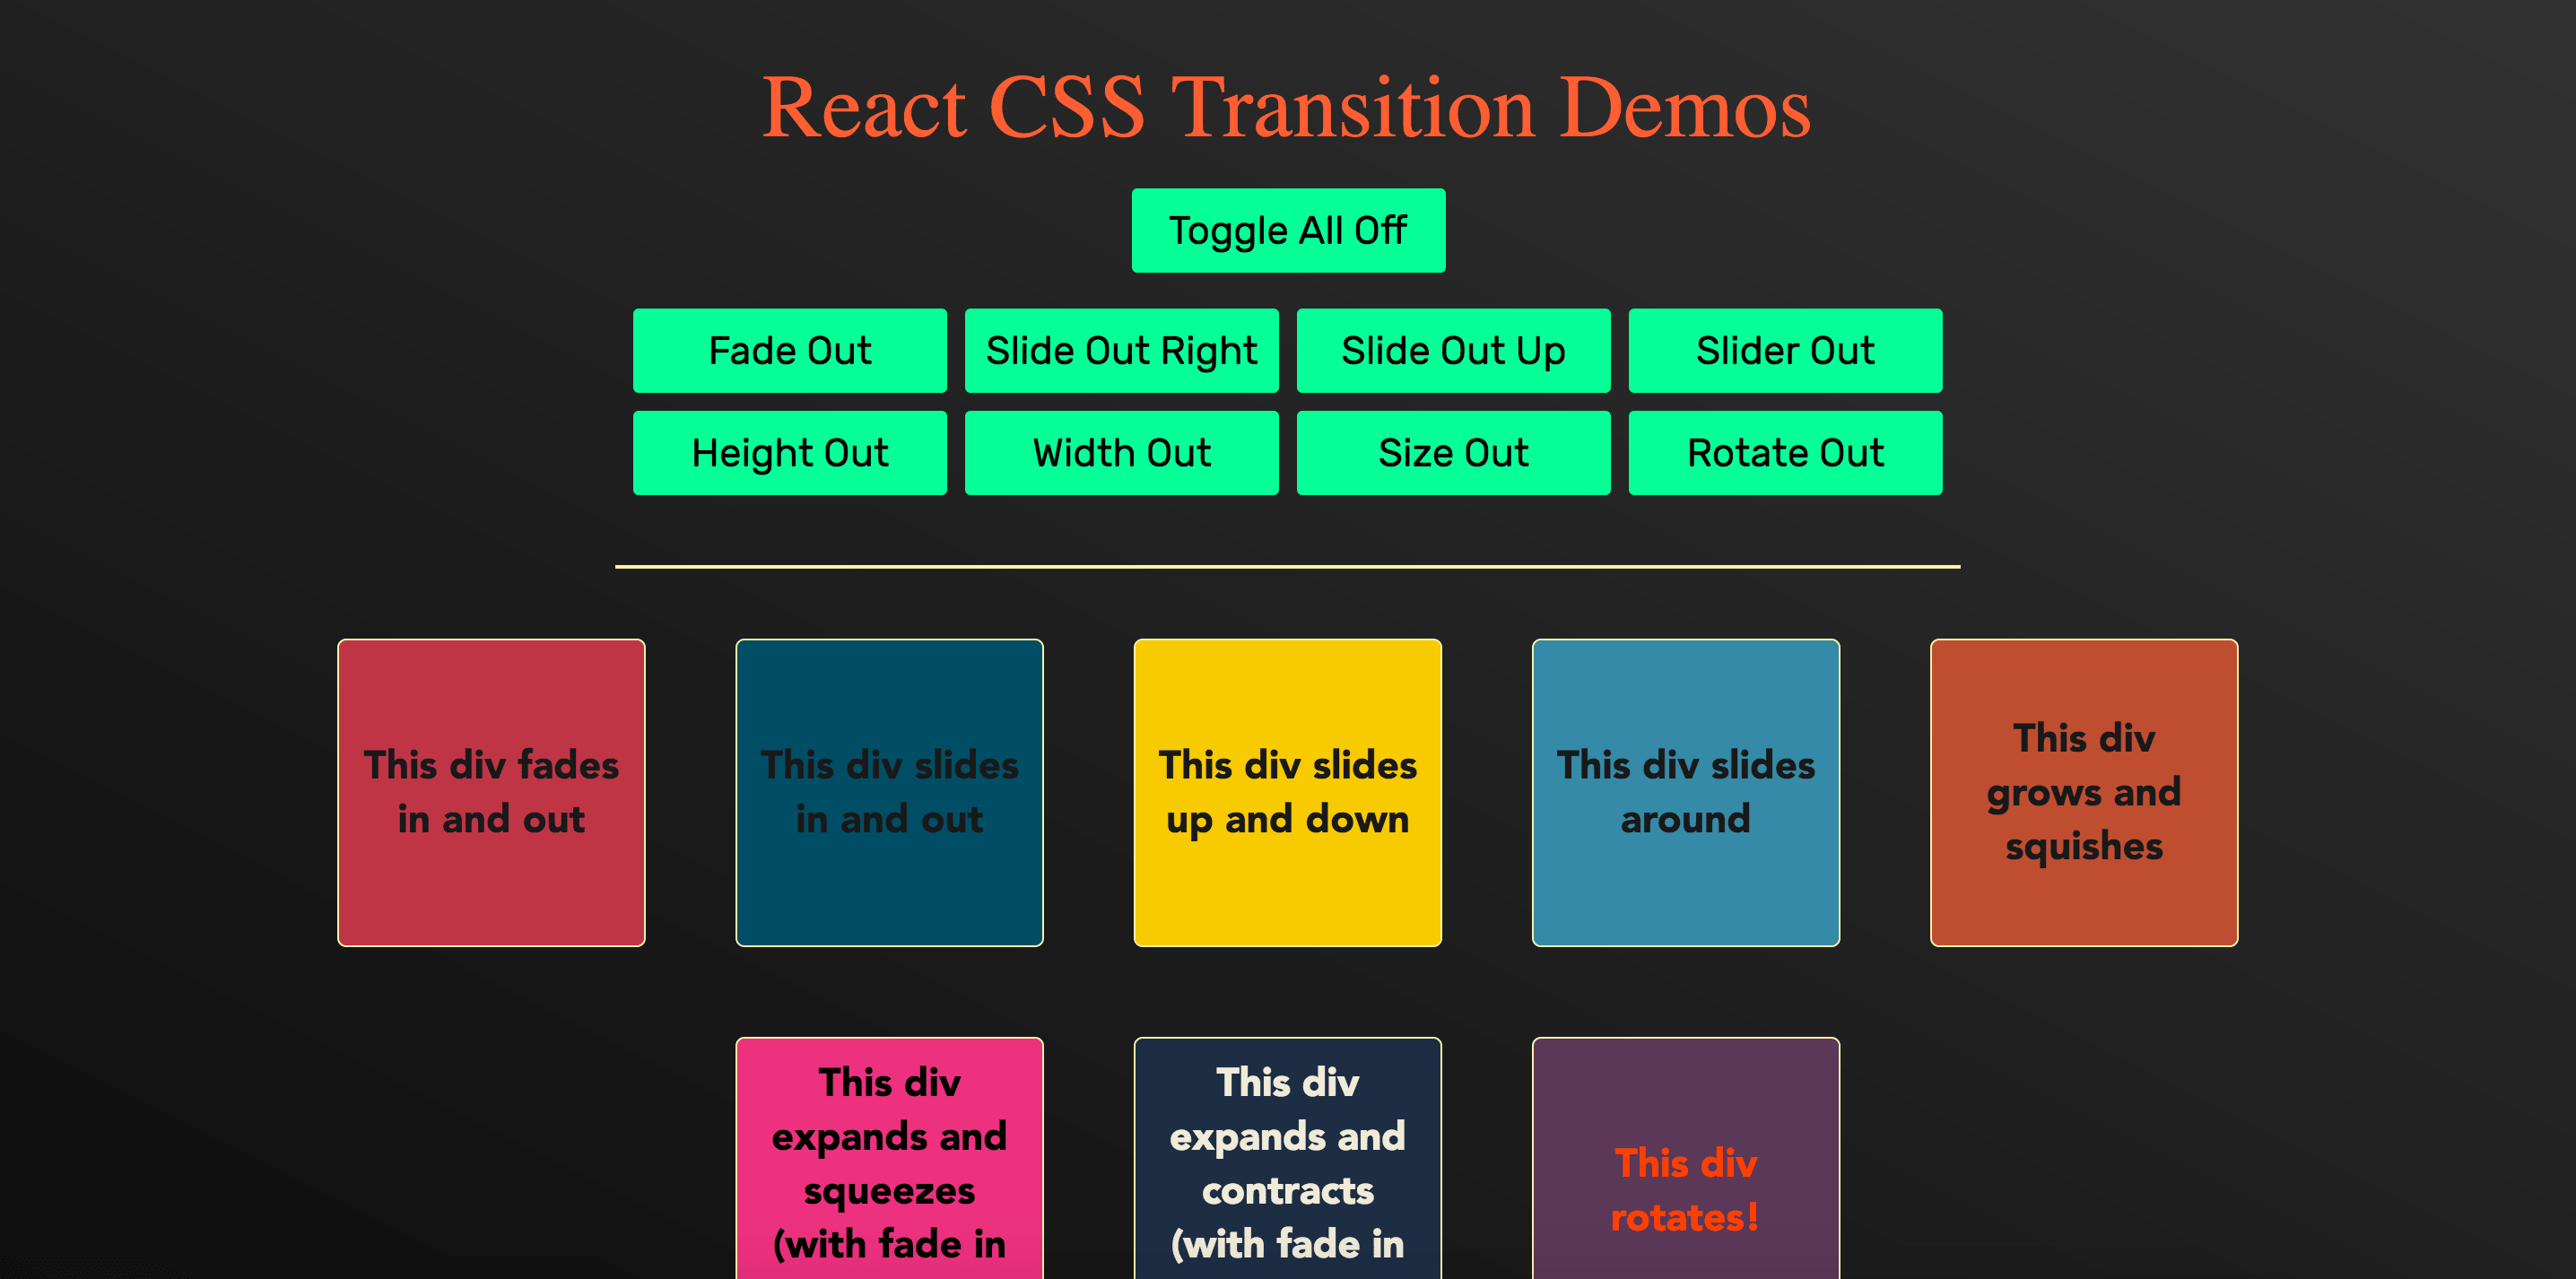 React CSS Transition Demos
Toggle All Off
Fade Out
Slide Out Right
Slide Out Up
Slider Out
Height Out
Width Out
Size Out
Rotate Out
This div fades
in and out
This div slides
in and out
This div slides
up and down
This div slides
around
This div
grows and
squishes
This div
expands and
squeezes
(with fade in
This div
expands and
contracts
(with fade in
This div
rotates!